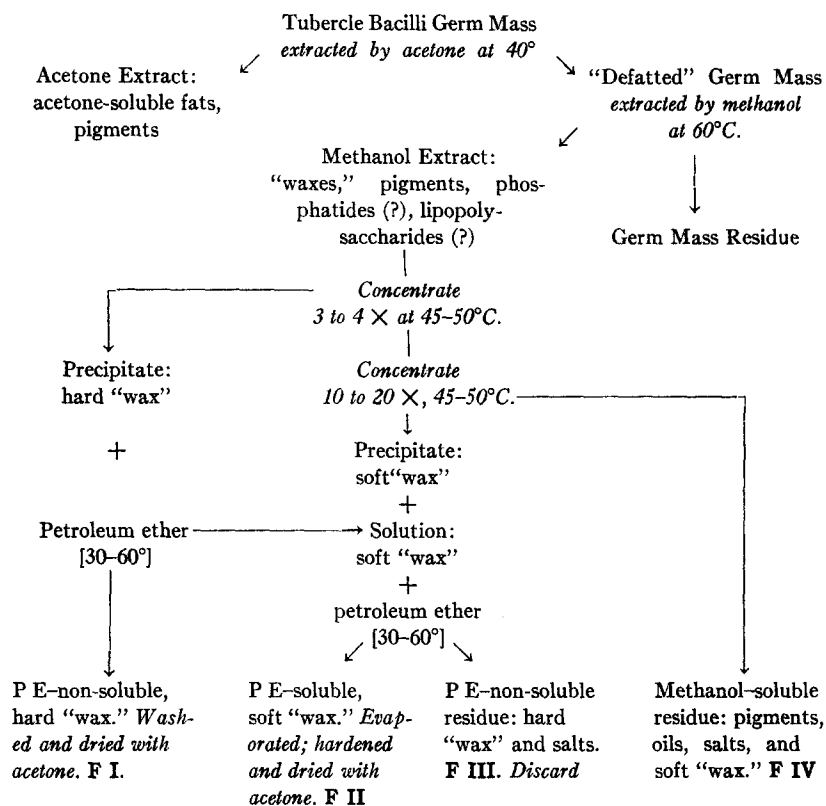 Tubercle Bacilli Germ Mass
extracted by acetone at 40°
Acetone Extract:
acetone-soluble fats,
pigments
“Defatted” Germ Mass
extracted by methanol
at 60°C.
Methanol Extract:
“waxes,” pigments, phos-
phatides (?), lipopoly-
saccharides (?)
Germ Mass Residue
Concentrate
3 to 4 × at 45–50°C.
Precipitate:
hard “wax”
+
Concentrate
10 to 20 ×, 45–50°C.
Precipitate:
soft“wax”
+
Petroleum ether
[30–60°]
Solution:
soft “wax”
+
petroleum ether
[30–60°]
P E–non-soluble,
hard “wax.” Wash-
ed and dried with
acetone. F I.
P E–soluble,
soft “wax.” Evap-
orated; hardened
and dried with
acetone. F II
P E–non-soluble
residue: hard
“wax” and salts.
F III. Discard
Methanol–soluble
residue: pigments,
oils, salts, and
soft “wax.” F IV